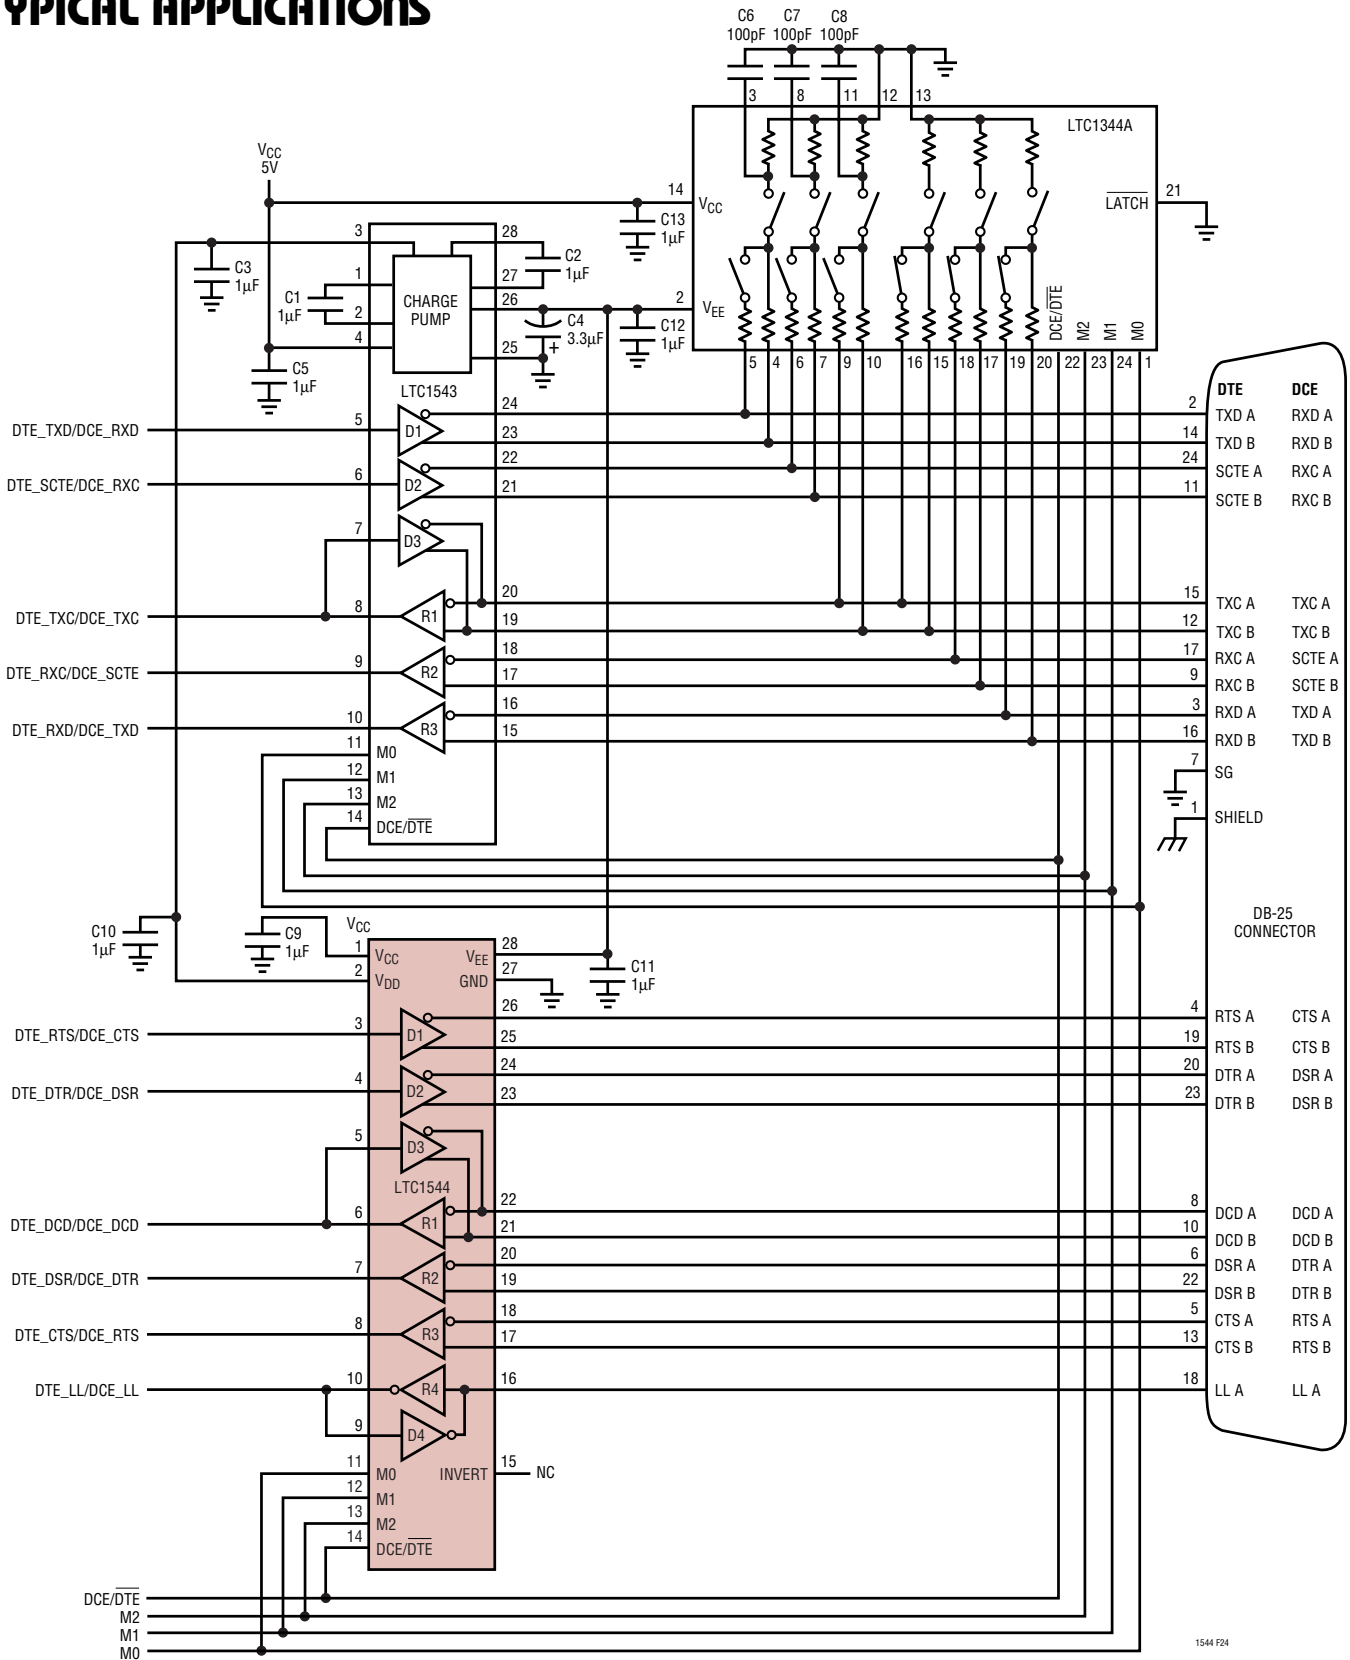 YPICAL APPLICATIONS
C6 C7 C8
100pF 100pF 100pF
3 8 11 12 13
LTC1344A
VCC
5V
14 VCC
LATCH 21
C13
1µF
3 28
C3
1µF
C2
1µF
1 27
C1
1µF
CHARGE
PUMP
2 26
2 VEE
C4
3.3µF
+
C12
1µF
4 25
C5
1µF
DCE/DTE M2 M1 M0
5 4 6 7 9 10 16 15 18 17 19 20 22 23 24 1
LTC1543
DTE DCE
24 2 TXD A RXD A
DTE_TXD/DCE_RXD 5 D1
23 14 TXD B RXD B
22 24 SCTE A RXC A
DTE_SCTE/DCE_RXC 6 D2
21 11 SCTE B RXC B
7 D3
20 15 TXC A TXC A
DTE_TXC/DCE_TXC 8 R1
19 12 TXC B TXC B
18 17 RXC A SCTE A
DTE_RXC/DCE_SCTE 9 R2
17 9 RXC B SCTE B
16 3 RXD A TXD A
DTE_RXD/DCE_TXD 10 R3
15 16 RXD B TXD B
11 M0
7 SG
12 M1
13 M2
1 SHIELD
14 DCE/DTE
DB-25
CONNECTOR
C10
1µF
C9
1µF
VCC
1 VCC VEE 28
2 VDD GND 27
C11
1µF
26 4 RTS A CTS A
DTE_RTS/DCE_CTS 3 D1
25 19 RTS B CTS B
24 20 DTR A DSR A
DTE_DTR/DCE_DSR 4 D2
23 23 DTR B DSR B
5 D3
LTC1544
22 8 DCD A DCD A
DTE_DCD/DCE_DCD 6 R1
21 10 DCD B DCD B
20 6 DSR A DTR A
DTE_DSR/DCE_DTR 7 R2
19 22 DSR B DTR B
18 5 CTS A RTS A
DTE_CTS/DCE_RTS 8 R3
17 13 CTS B RTS B
DTE_LL/DCE_LL 10 R4 16 18 LL A LL A
9 D4
11 M0 INVERT 15 NC
12 M1
13 M2
14 DCE/DTE
DCE/DTE
M2
M1
M0
1544 F24